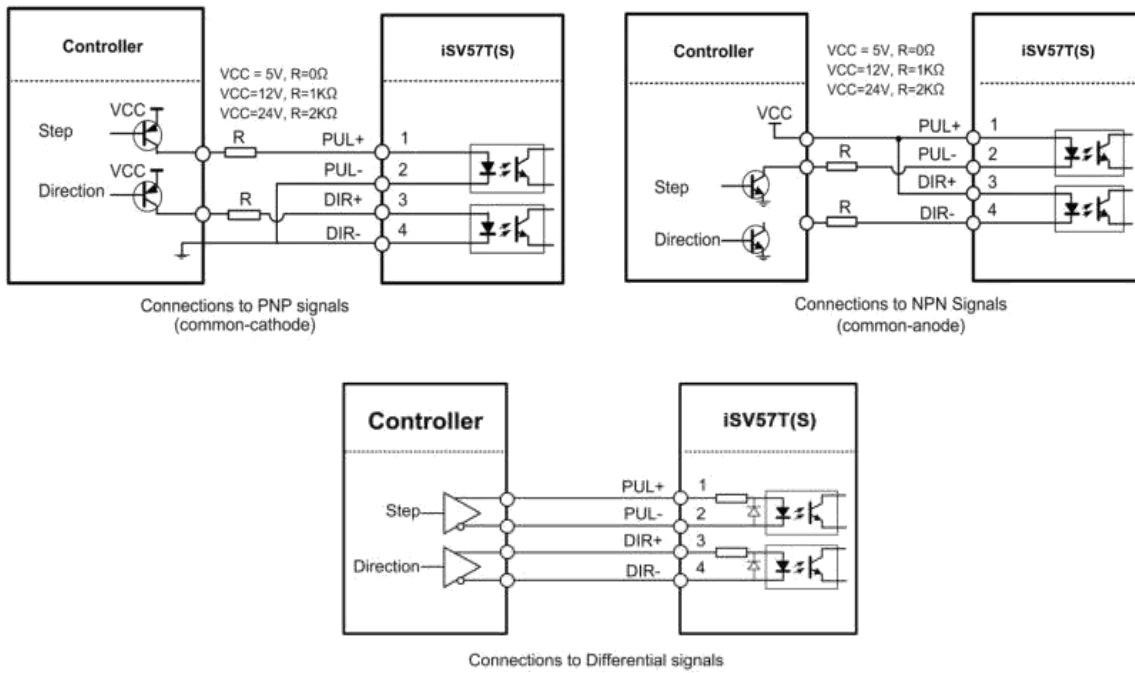 Controller
iSV57T(S)
VCC = 5V, R=0Ω
VCC=12V, R=1KΩ
VCC=24V, R=2KΩ
VCC
Step
R
PUL+
1
VCC
PUL-
2
Direction
R
DIR+
3
DIR-
4
Connections to PNP signals
(common-cathode)
Controller
iSV57T(S)
VCC = 5V, R=0Ω
VCC=12V, R=1KΩ
VCC=24V, R=2KΩ
VCC
PUL+
1
R
PUL-
2
Step
DIR+
3
R
DIR-
4
Direction
Connections to NPN Signals
(common-anode)
Controller
iSV57T(S)
PUL+
1
Step
PUL-
2
DIR+
3
Direction
DIR-
4
Connections to Differential signals